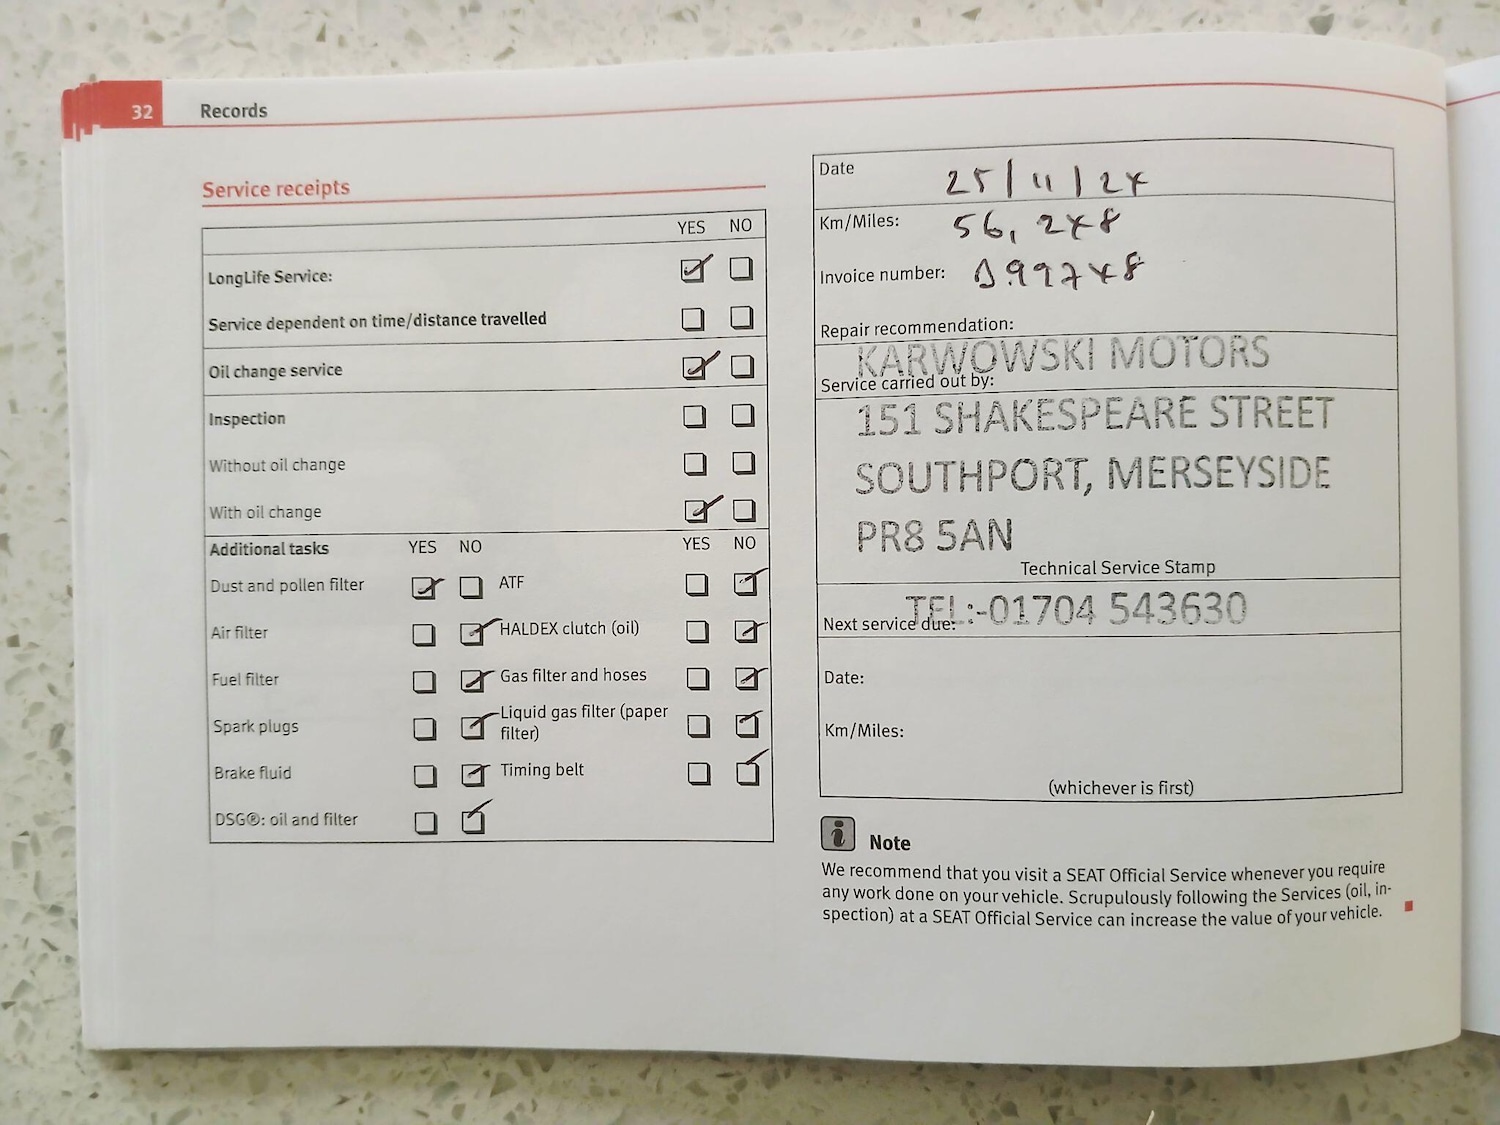 32 Records
Service receipts
YES NO
LongLife Service:
Service dependent on time/distance travelled
Oil change service
Inspection
Without oil change
With oil change
Additional tasks YES NO YES NO
Dust and pollen filter ATF
Air filter HALDEX clutch (oil)
Fuel filter Gas filter and hoses
Spark plugs Liquid gas filter (paper
filter)
Brake fluid Timing belt
DSG®: oil and filter
Date 25/11/24
Km/Miles: 56,248
Invoice number:
Repair recommendation:
KARWOWSKI MOTORS
Service carried out by:
151 SHAKESPEARE STREET
SOUTHPORT, MERSEYSIDE
PR8 5AN
Technical Service Stamp
TEL:-01704 543630
Next service due:
Date:
Km/Miles:
(whichever is first)
i Note
We recommend that you visit a SEAT Official Service whenever you require
any work done on your vehicle. Scrupulously following the Services (oil, in-
spection) at a SEAT Official Service can increase the value of your vehicle.